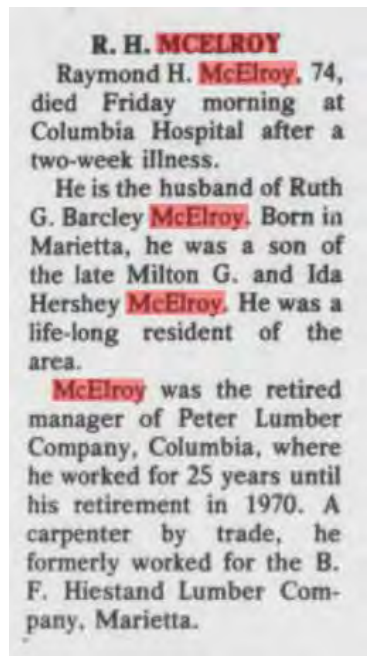 R. H. MCELROY
Raymond H. McElroy, 74,
died Friday morning at
Columbia Hospital after a
two-week illness.
He is the husband of Ruth
G. Barcley McElroy. Born in
Marietta, he was a son of
the late Milton G. and Ida
Hershey McElroy. He was a
life-long resident of the
area.
McElroy was the retired
manager of Peter Lumber
Company, Columbia, where
he worked for 25 years until
his retirement in 1970. A
carpenter by trade, he
formerly worked for the B.
F. Hiestand Lumber Com-
pany, Marietta.